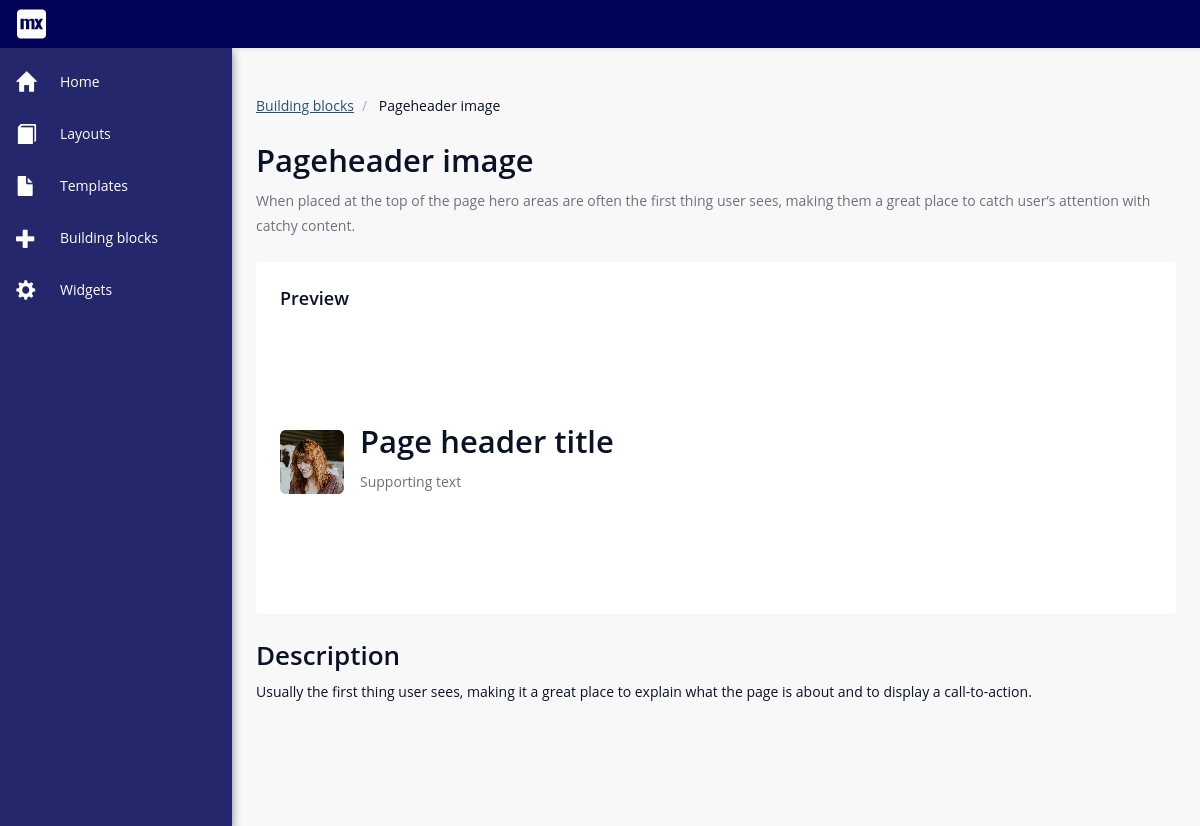 mx
Home
Layouts
Templates
Building blocks
Widgets
Building blocks / Pageheader image
Pageheader image
When placed at the top of the page hero areas are often the first thing user sees, making them a great place to catch user's attention with
catchy content.
Preview
Page header title
Supporting text
Description
Usually the first thing user sees, making it a great place to explain what the page is about and to display a call-to-action.